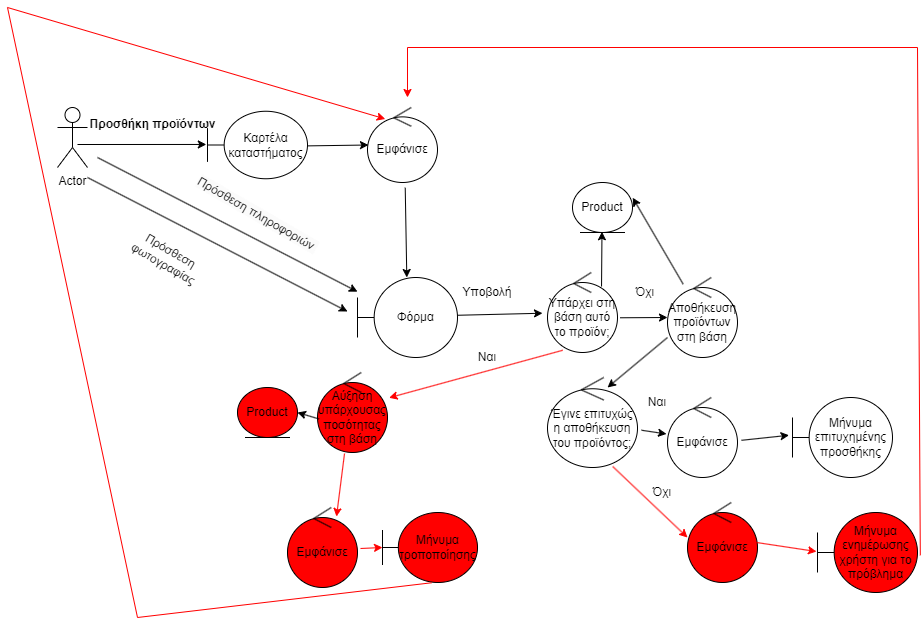 Προσθήκη προϊόντων
Καρτέλα
καταστήματος
Εμφάνισε
Actor
Πρόσθεση πληροφοριών
Πρόσθεση
φωτογραφίας
Product
Υποβολή
Φόρμα
Υπάρχει στη
βάση αυτό
το προϊόν;
Όχι
Αποθήκευση
προϊόντων
στη βάση
Ναι
Product
Αύξηση
υπάρχουσας
ποσότητας
στη βάση
Έγινε επιτυχώς
η αποθήκευση
του προϊόντος;
Ναι
Εμφάνισε
Μήνυμα
επιτυχημένης
προσθήκης
Όχι
Εμφάνισε
Μήνυμα
τροποποίησης
Εμφάνισε
Μήνυμα
ενημέρωσης
χρήστη για το
πρόβλημα